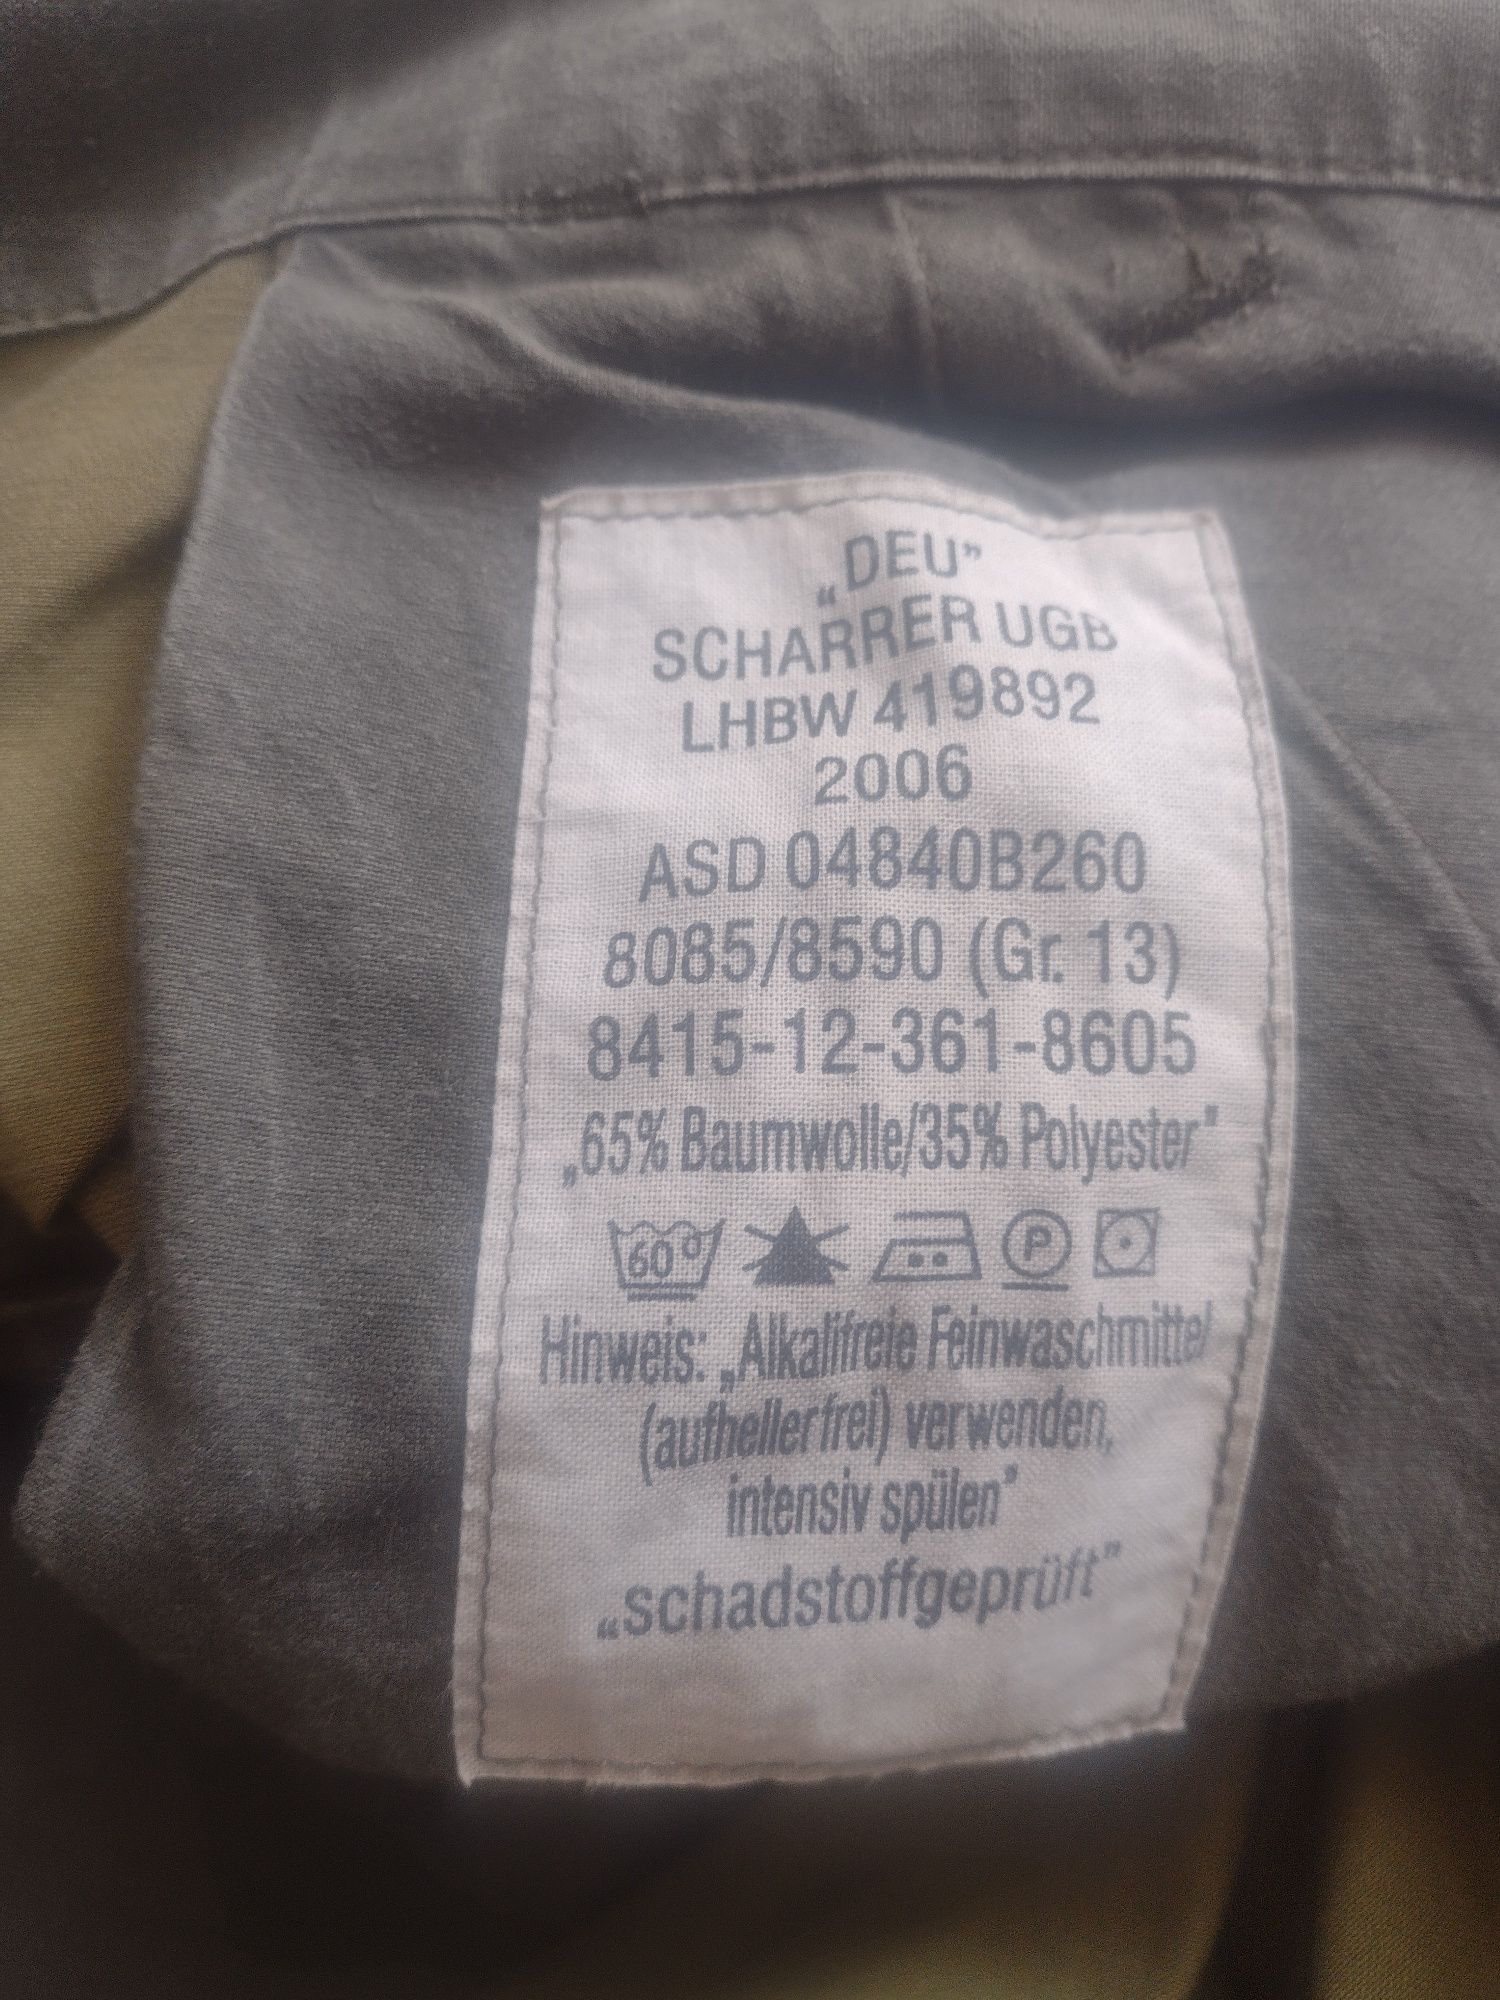 „DEU”
SCHARRER UGB
LHBW 419892
2006
ASD 04840B260
8085/8590 (Gr. 13)
8415-12-361-8605
„65% Baumwolle/35% Polyester”
60° P
Hinweis: „Alkalifreie Feinwaschmittel
(aufhellerfrei) verwenden,
intensiv spülen”
„schadstoffgeprüft”